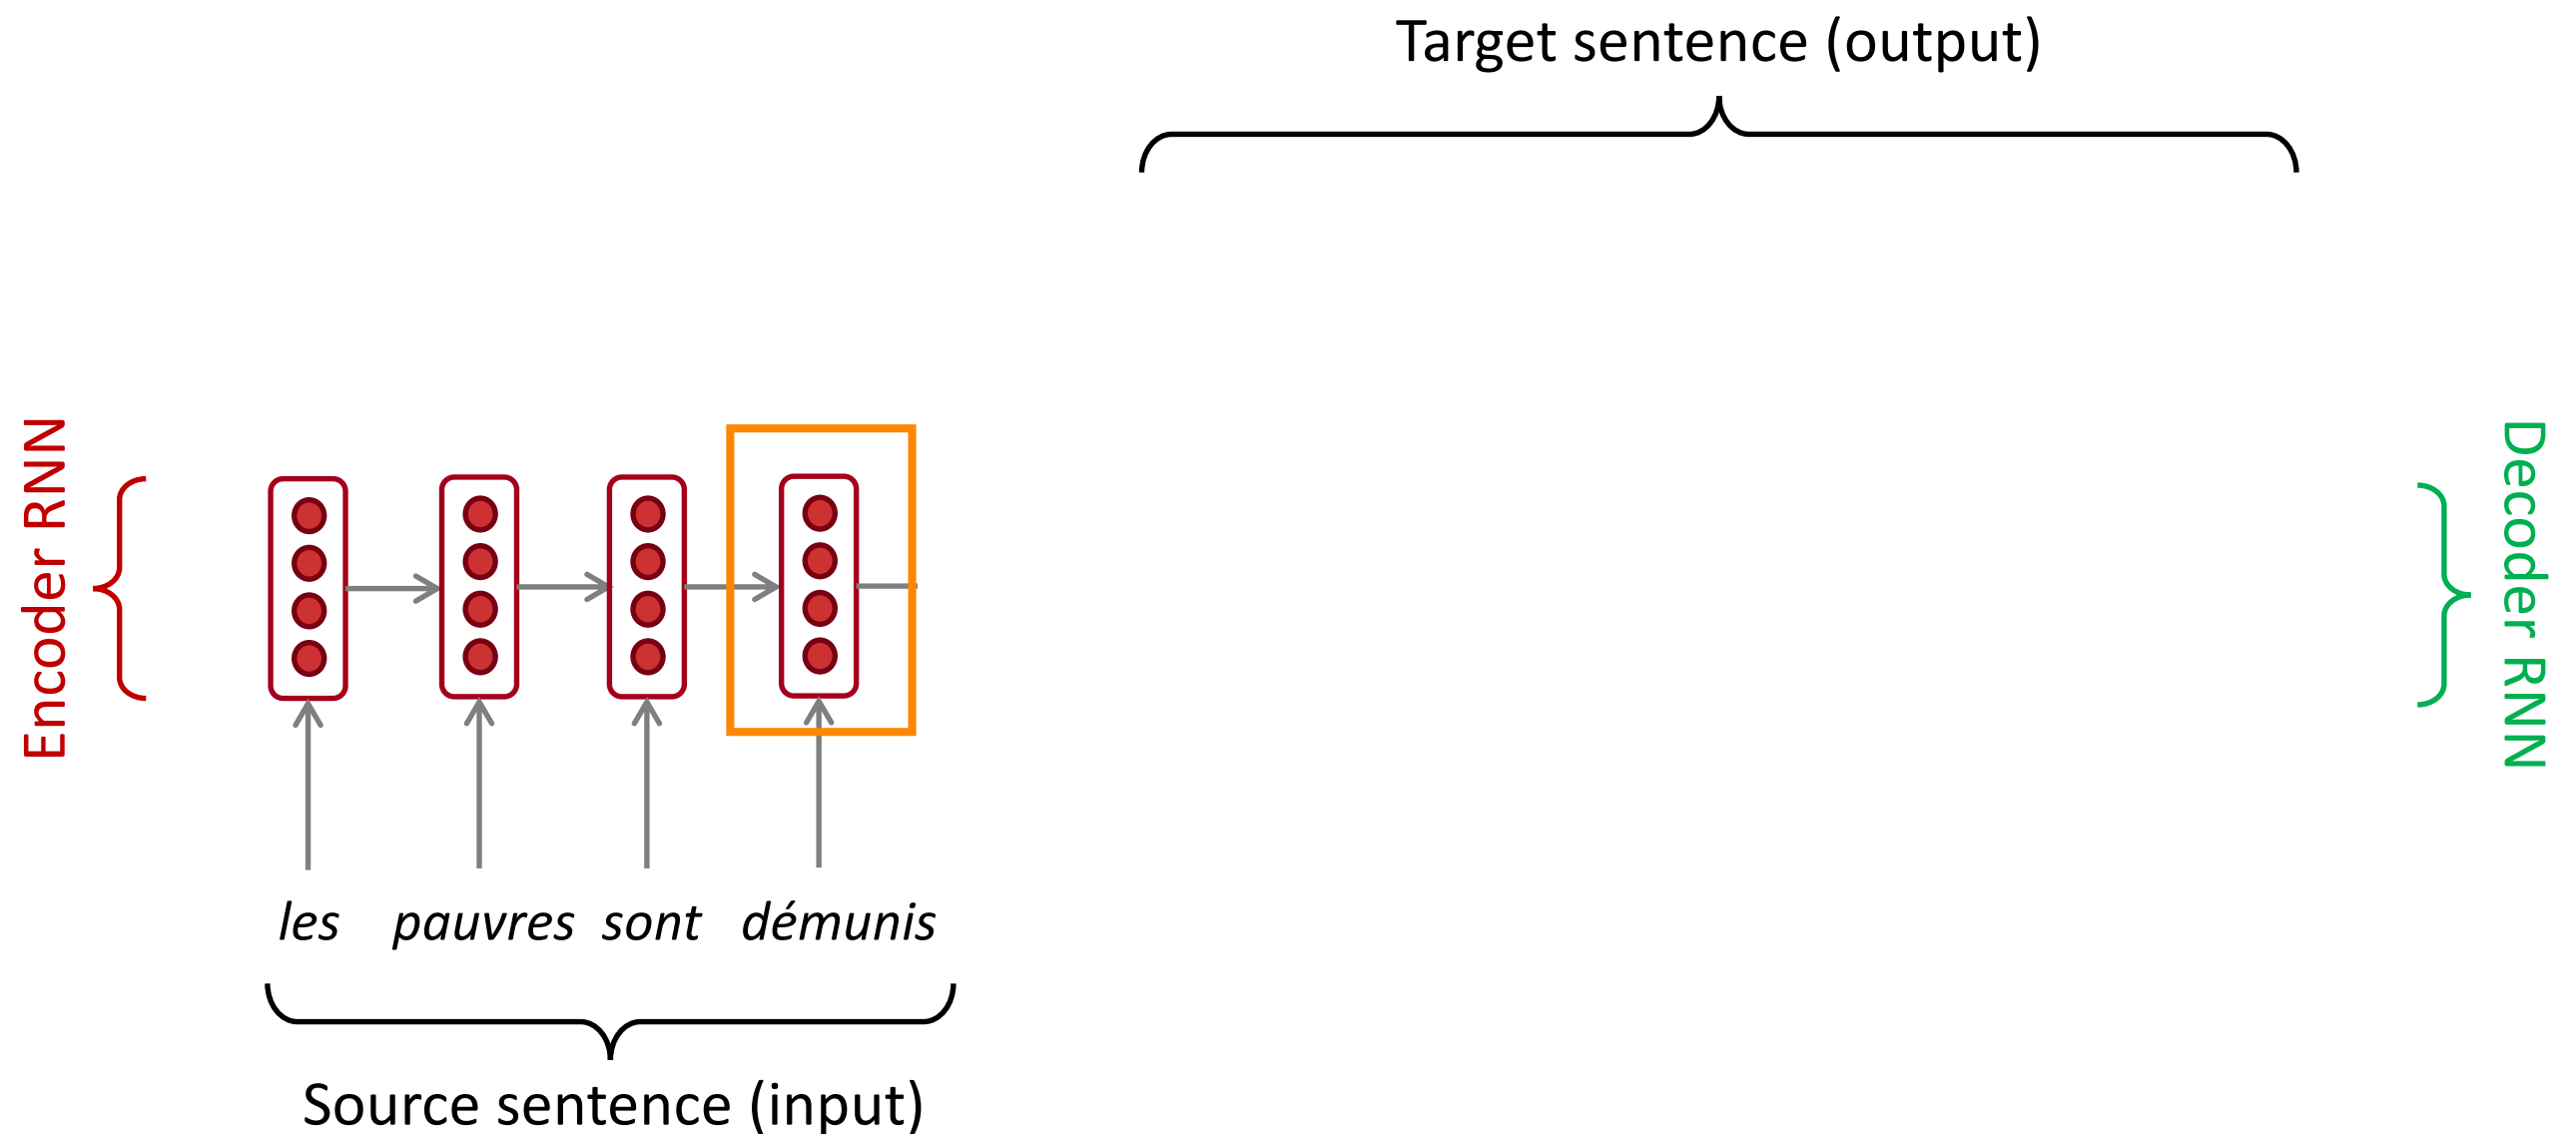 Target sentence (output)
Encoder RNN
Decoder RNN
les pauvres sont démunis
Source sentence (input)